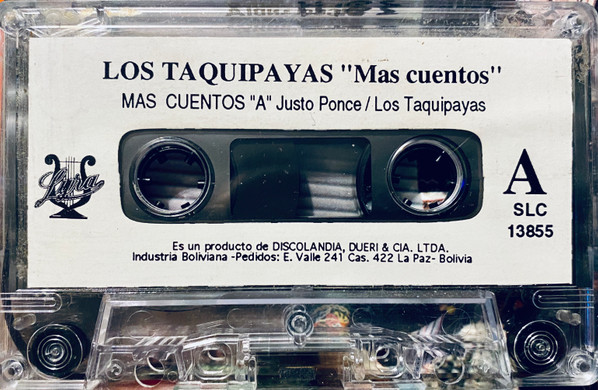 LOS TAQUIPAYAS "Mas cuentos"
MAS CUENTOS "A" Justo Ponce / Los Taquipayas
Lyra
A
SLC
13855
Es un producto de DISCOLANDIA, DUERI & CIA. LTDA.
Industria Boliviana -Pedidos: E. Valle 241 Cas. 422 La Paz- Bolivia